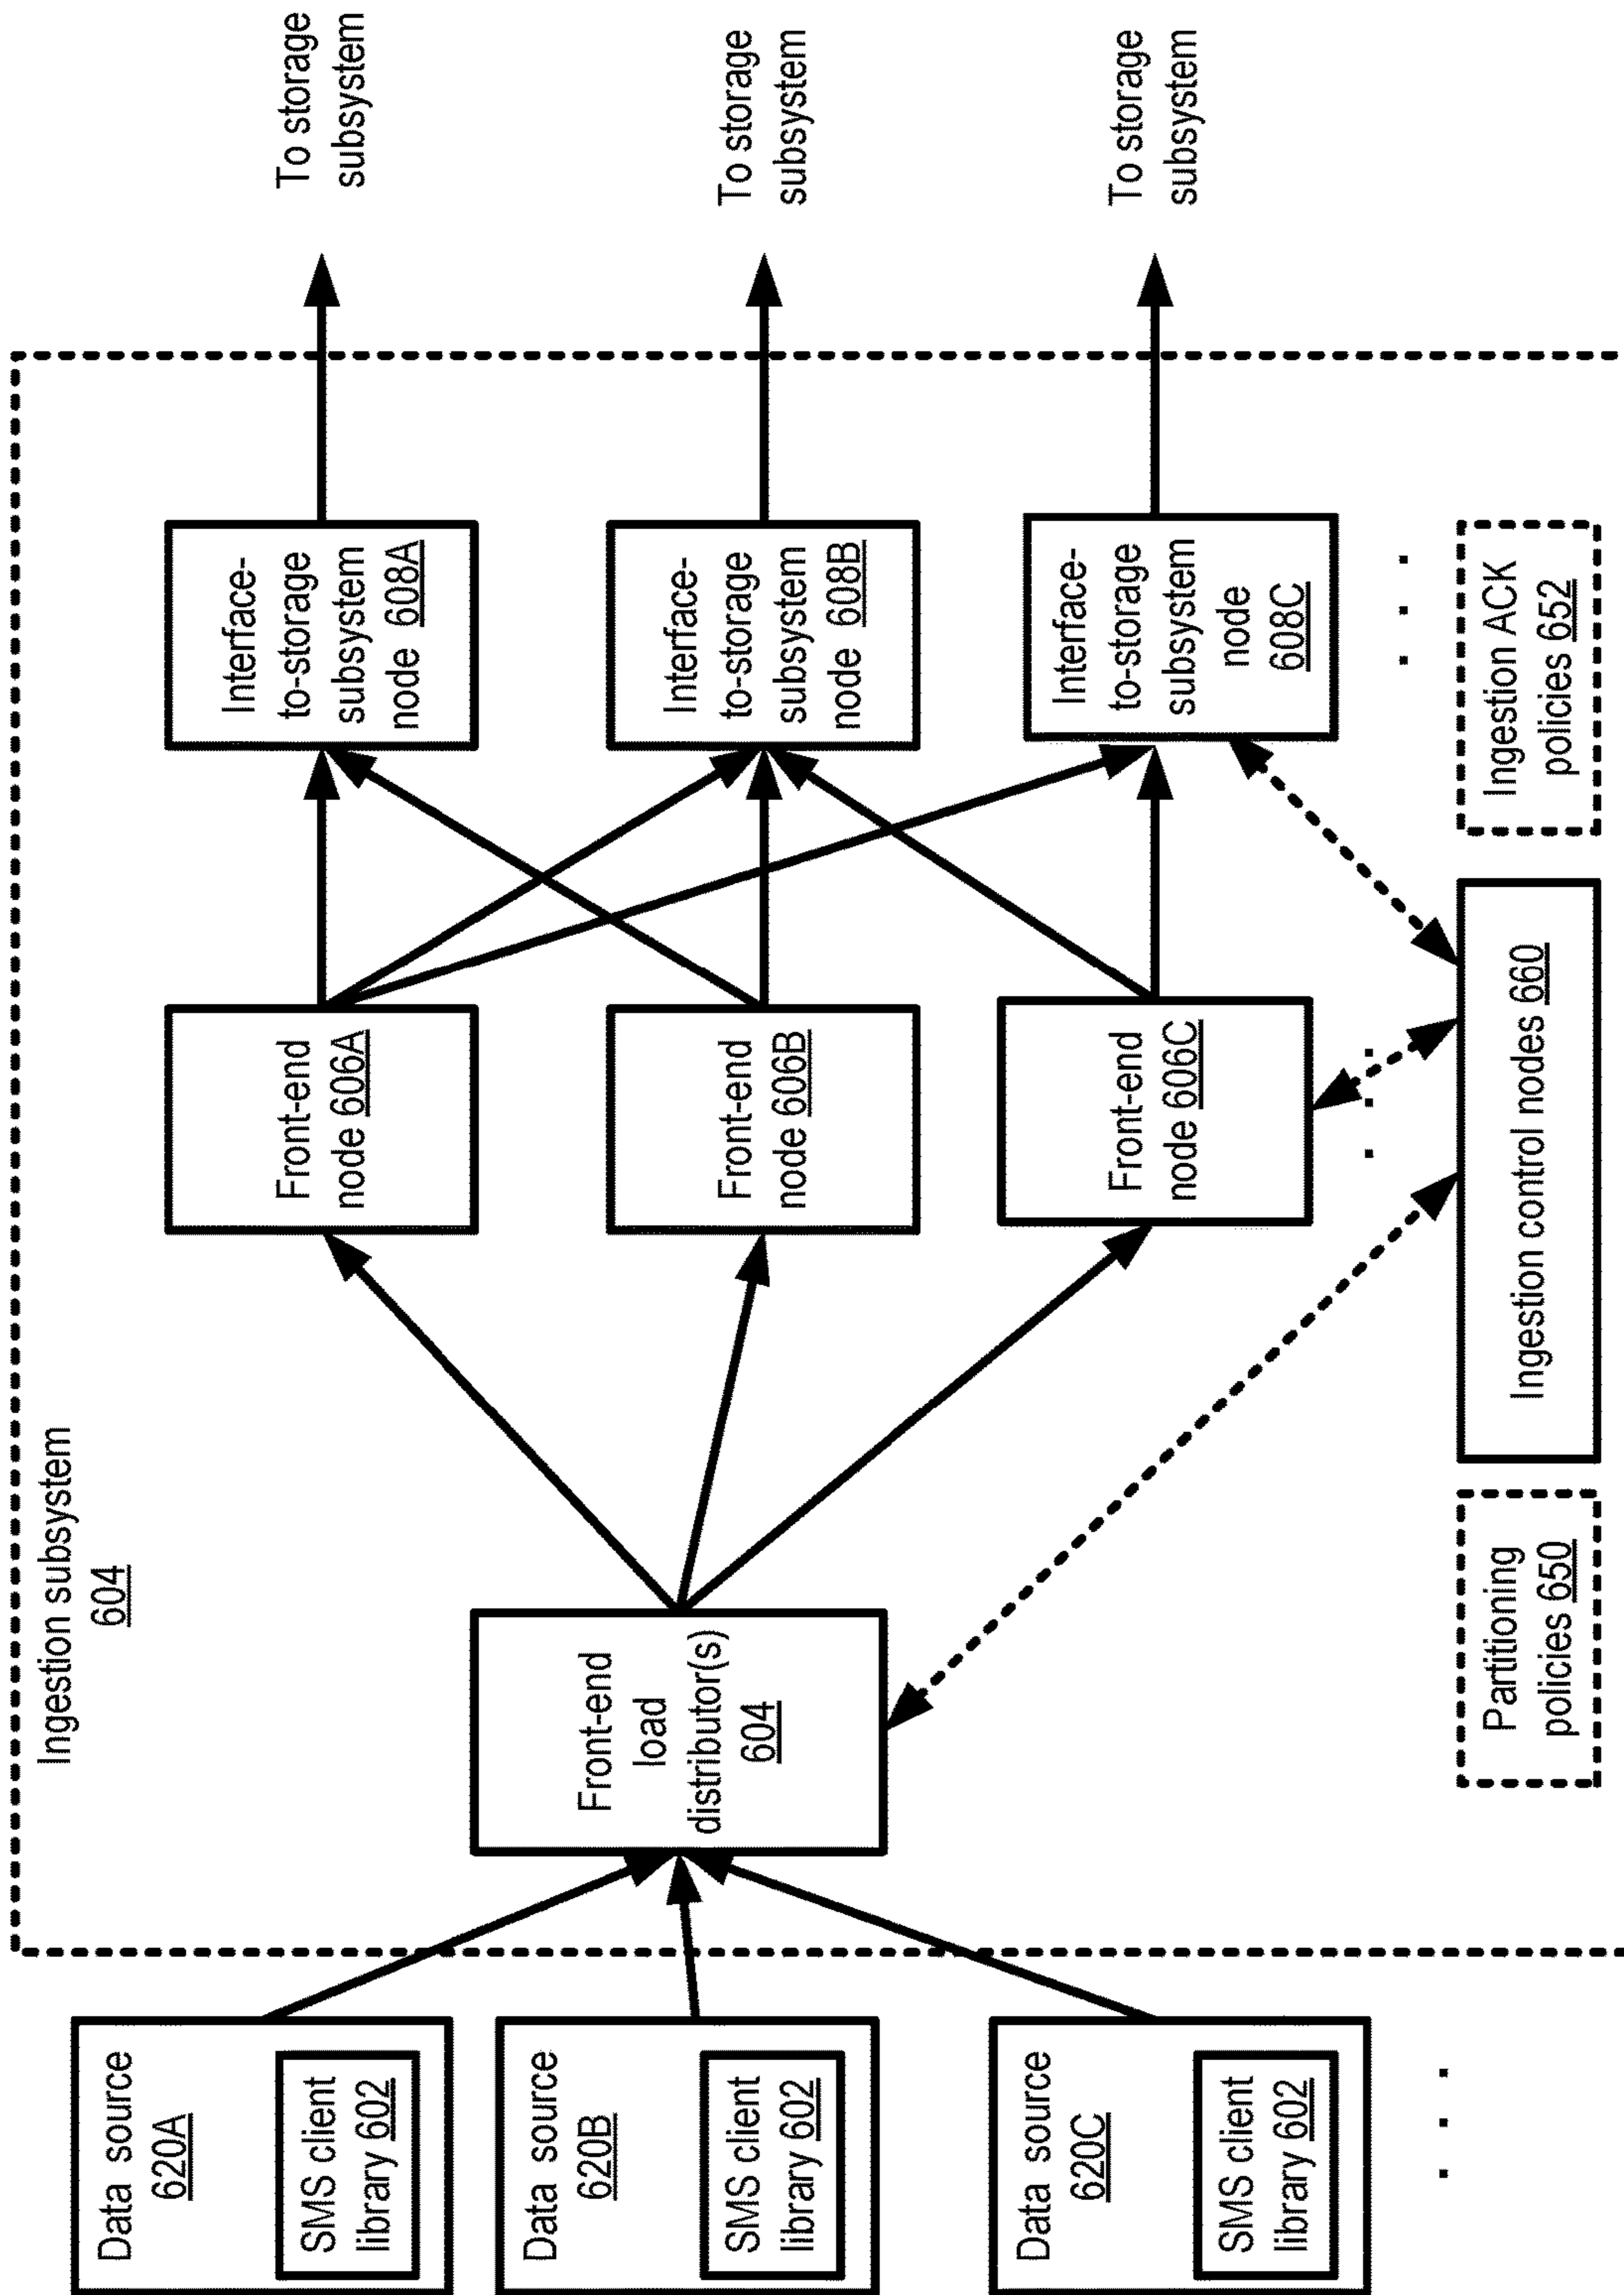 Ingestion subsystem
604
Data source
620A
SMS client
library 602
Data source
620B
SMS client
library 602
Data source
620C
SMS client
library 602
. . .
Front-end
load
distributor(s)
604
Front-end
node 606A
Front-end
node 606B
Front-end
node 606C
. . .
Interface-
to-storage
subsystem
node 608A
Interface-
to-storage
subsystem
node 608B
Interface-
to-storage
subsystem
node
608C
. . .
To storage
subsystem
To storage
subsystem
To storage
subsystem
Partitioning
policies 650
Ingestion control nodes 660
Ingestion ACK
policies 652